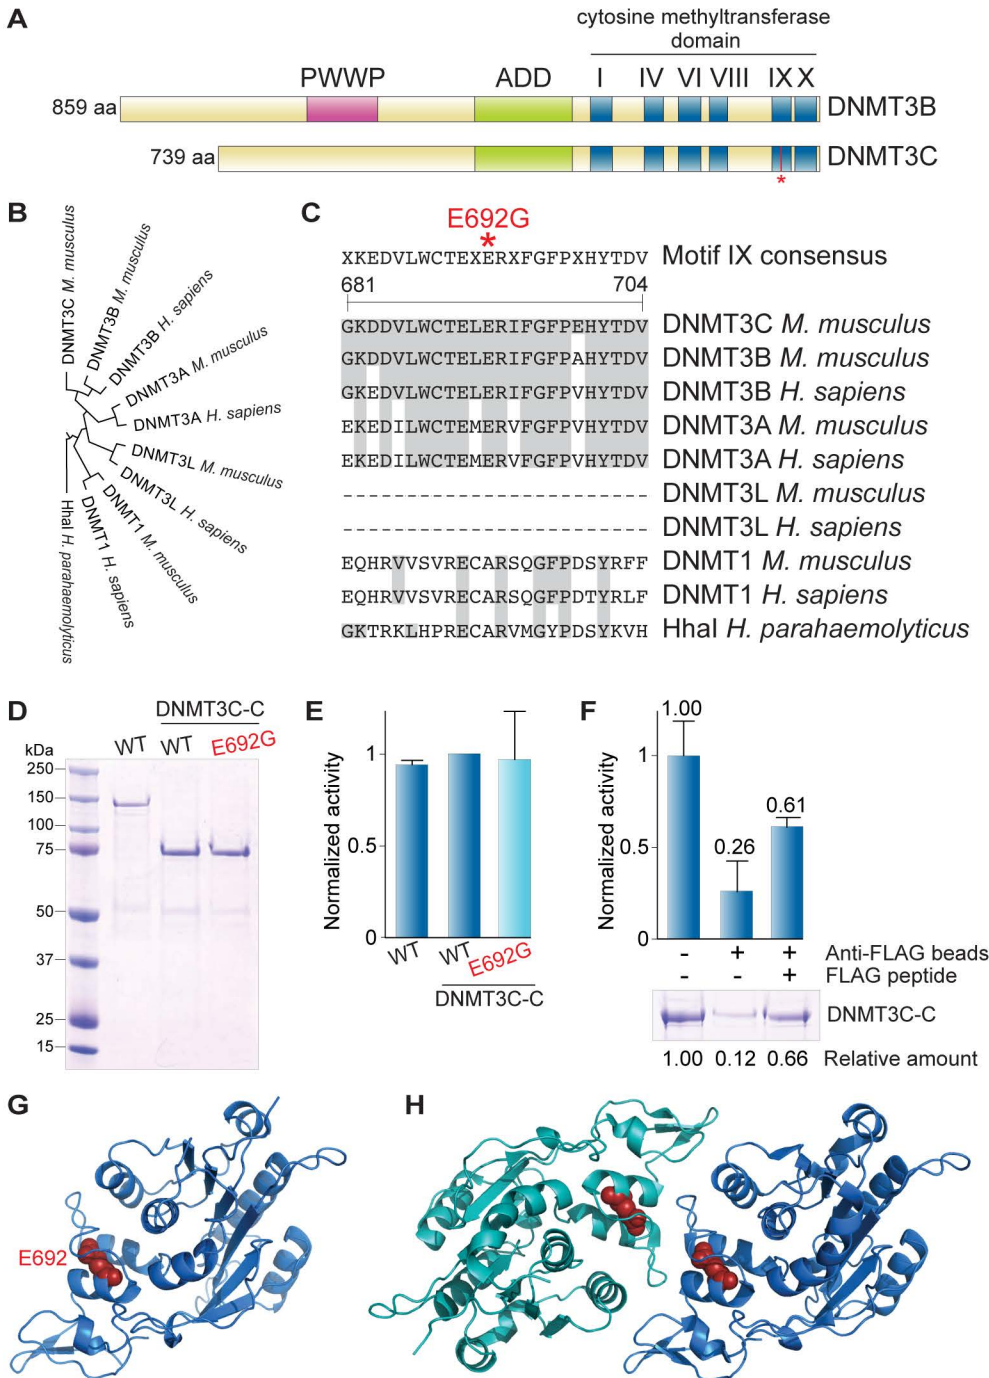 A
cytosine methyltransferase
domain
PWWP ADD I IV VI VIII IX X
859 aa DNMT3B
739 aa DNMT3C
*
B
DNMT3C M. musculus
DNMT3B M. musculus
DNMT3B H. sapiens
DNMT3A M. musculus
DNMT3A H. sapiens
DNMT3L M. musculus
DNMT3L H. sapiens
DNMT1 M. musculus
DNMT1 H. sapiens
HhaI H. parahaemolyticus
C
E692G
*
XKEDVLWCTEXERXFGFPXHYTDV Motif IX consensus
681 704
GKDDVLWCTELERIFGFPEHYTDV DNMT3C M. musculus
GKDDVLWCTELERIFGFPAHYTDV DNMT3B M. musculus
GKEDVLWCTELERIFGFPVHYTDV DNMT3B H. sapiens
EKEDILWCTEMERVFGFPVHYTDV DNMT3A M. musculus
EKEDILWCTEMERVFGFPVHYTDV DNMT3A H. sapiens
------------------------ DNMT3L M. musculus
------------------------ DNMT3L H. sapiens
EQHRVVSVRECARSQGFPDSYRFF DNMT1 M. musculus
EQHRVVSVRECARSQGFPDTYRLF DNMT1 H. sapiens
GKTRKLHPRECARVMGYPDSYKVH HhaI H. parahaemolyticus
D
DNMT3C-C
WT WT E692G
kDa
250
150
100
75
50
37
25
15
E
Normalized activity
1
0.5
0
WT WT E692G
DNMT3C-C
F
Normalized activity
1
0.5
0
1.00
0.26
0.61
- + + Anti-FLAG beads
- - + FLAG peptide
DNMT3C-C
1.00 0.12 0.66 Relative amount
G
E692
H